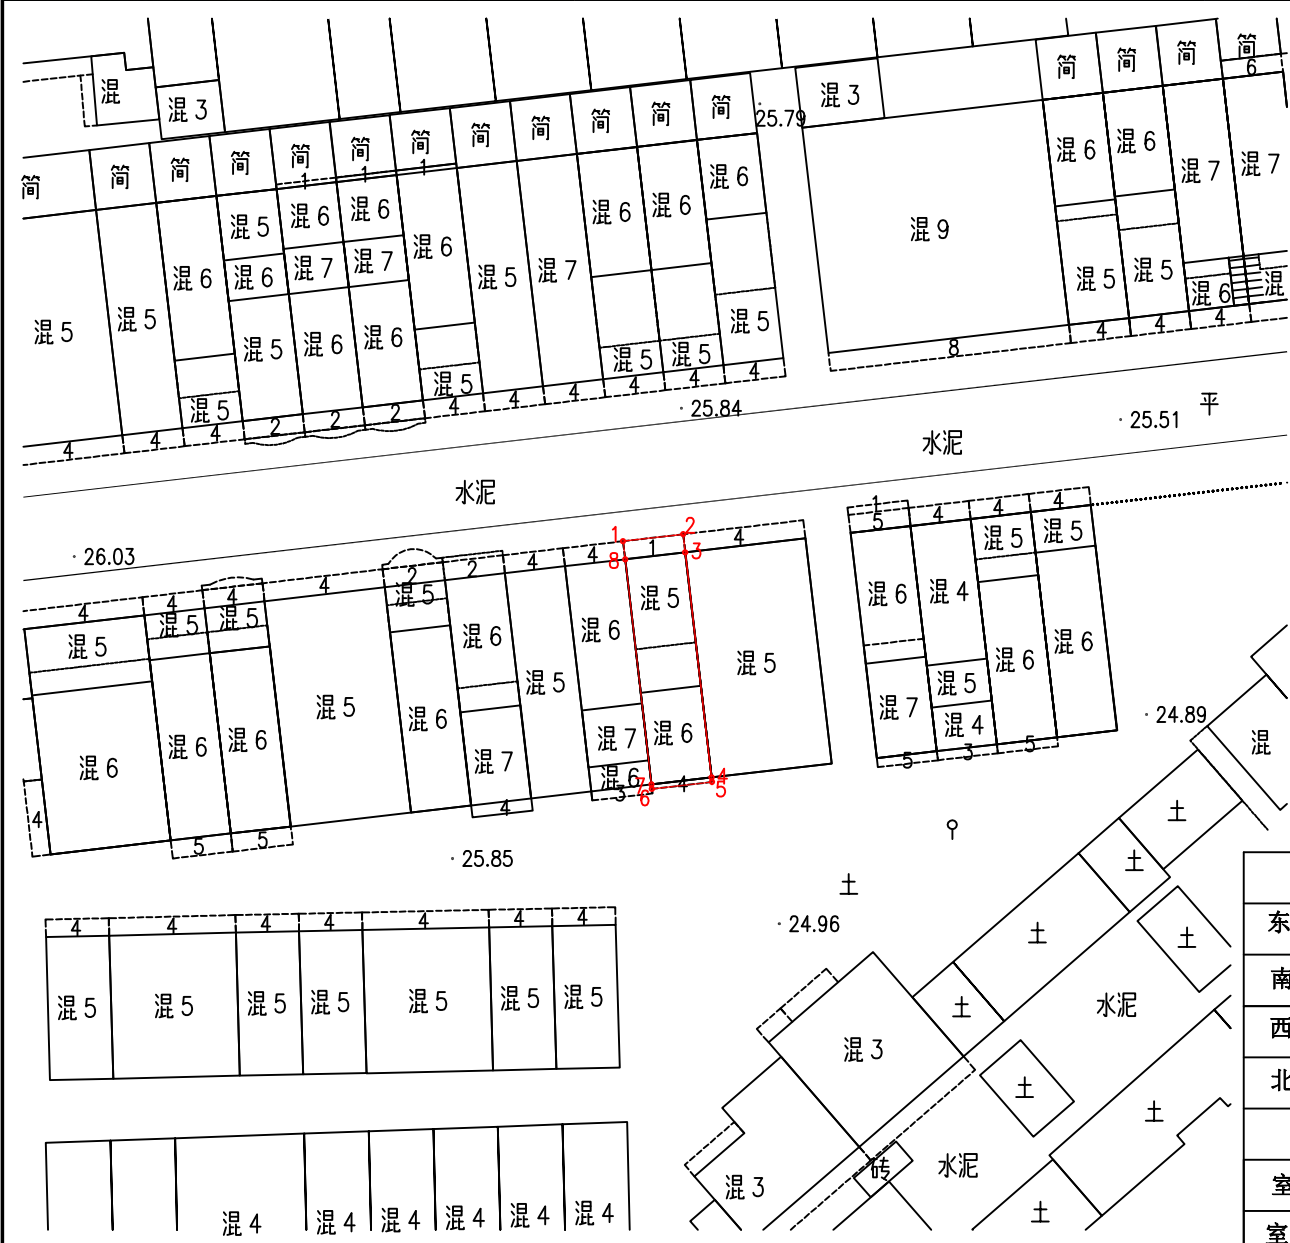 简
混
简 简 简
6
混 3
混 3
25.79
简 简 简 简 简 简 简 简 简 简 简 简
1 1 1
混 6 混 6 混 7 混 7
混 5 混 6 混 6 混 6 混 6 混 6 混 6
混 9
混 6 混 6 混 7 混 7 混 5 混 7
混 5 混 5 混 6 混
混 5 混 5 混 5 混 6 混 6 混 5
4 4 4
8
混 5 混 5 混 5 混 5
4 4 4 2 2 2 4 4 4 4 4 4
25.84
25.51
平
水泥
水泥
26.03
1 2
8 3
1 4
4 4 4 4 2 2 4 4
1
5 4 4 4
混 5 混 5
混 5 混 5 混 5 混 5
混 5
混 6 混 4
混 6 混 6 混 5 混 5
混 6 混 6
混 6 混 6 混 6 混 5 混 6
混 7 混 6
混 7 混 5 混 4
混 7 混 6
4 3 4
7 4
6 5
5 3 5
4
5 5
24.89
混
25.85
土
土
土
24.96
土
土
土
土
水泥
4 4 4 4 4 4 4
混 5 混 5 混 5 混 5 混 5 混 5 混 5
混 3
土
土
水泥
砖
混 3
土
混 4 混 4 混 4 混 4 混 4 混 4
东
南
西
北
室
室